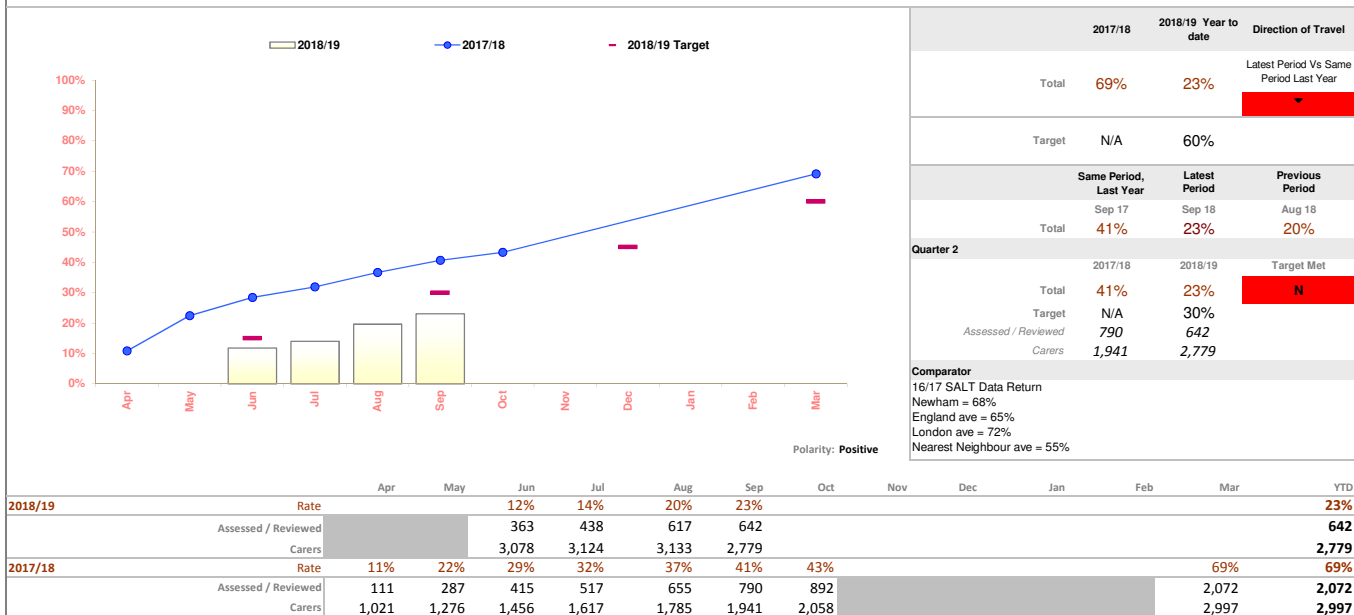 2018/19 2017/18 2018/19 Target
100%
90%
80%
70%
60%
50%
40%
30%
20%
10%
0%
Apr May Jun Jul Aug Sep Oct Nov Dec Jan Feb Mar
Polarity: Positive
2017/18 2018/19 Year to date Direction of Travel
Total 69% 23% Latest Period Vs Same Period Last Year
Target N/A 60%
Same Period, Last Year Latest Period Previous Period
Sep 17 Sep 18 Aug 18
Total 41% 23% 20%
Quarter 2
2017/18 2018/19 Target Met
Total 41% 23% N
Target N/A 30%
Assessed / Reviewed 790 642
Carers 1,941 2,779
Comparator
16/17 SALT Data Return
Newham = 68%
England ave = 65%
London ave = 72%
Nearest Neighbour ave = 55%
Apr May Jun Jul Aug Sep Oct Nov Dec Jan Feb Mar YTD
2018/19 Rate 12% 14% 20% 23% 23%
Assessed / Reviewed 363 438 617 642 642
Carers 3,078 3,124 3,133 2,779 2,779
2017/18 Rate 11% 22% 29% 32% 37% 41% 43% 69% 69%
Assessed / Reviewed 111 287 415 517 655 790 892 2,072 2,072
Carers 1,021 1,276 1,456 1,617 1,785 1,941 2,058 2,997 2,997